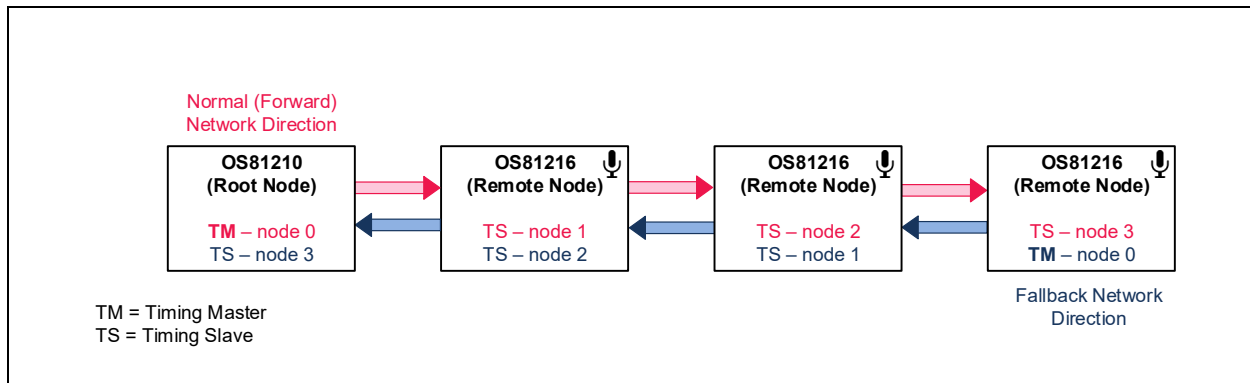 Normal (Forward)
Network Direction
OS81210
(Root Node)
TM – node 0
TS – node 3
OS81216
(Remote Node)
TS – node 1
TS – node 2
OS81216
(Remote Node)
TS – node 2
TS – node 1
OS81216
(Remote Node)
TS – node 3
TM – node 0
TM = Timing Master
TS = Timing Slave
Fallback Network
Direction